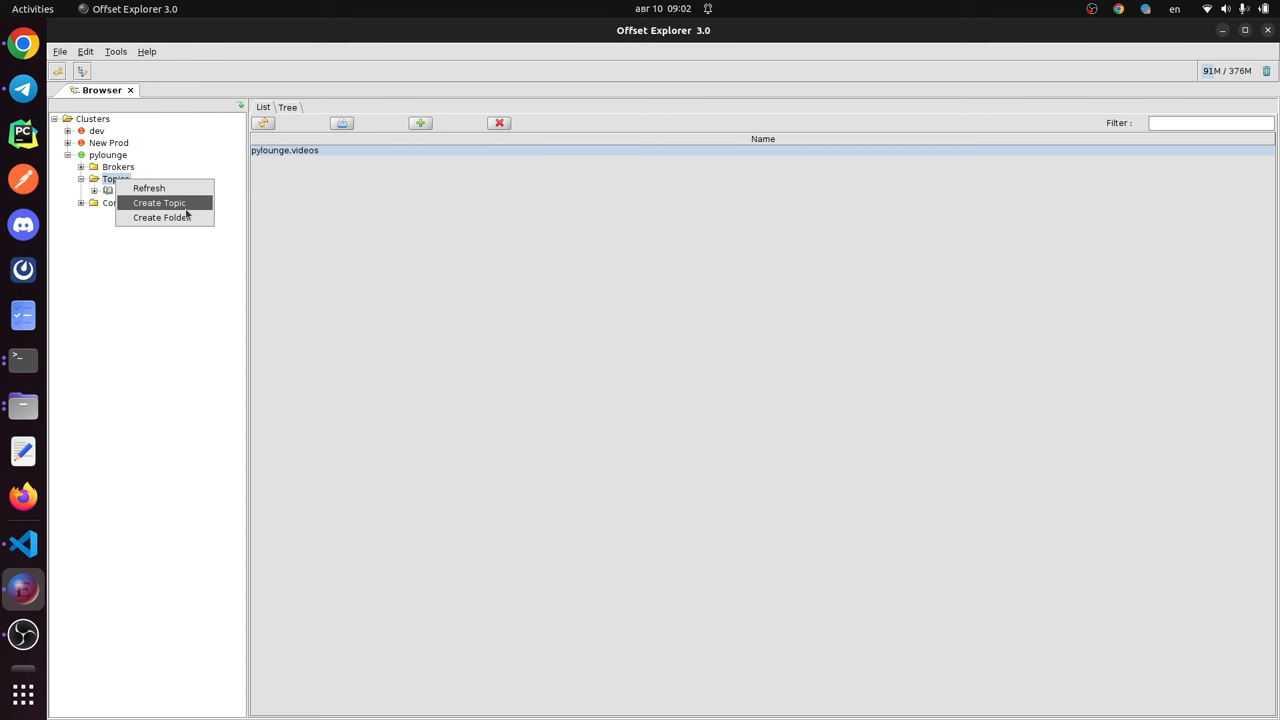 Activities Offset Explorer 3.0 авг 10 09:02 en
Offset Explorer 3.0
File Edit Tools Help
91M / 376M
Browser
List Tree
Filter :
Name
pylounge.videos
Clusters
dev
New Prod
pylounge
Brokers
Topics
Refresh
Create Topic
Create Folder